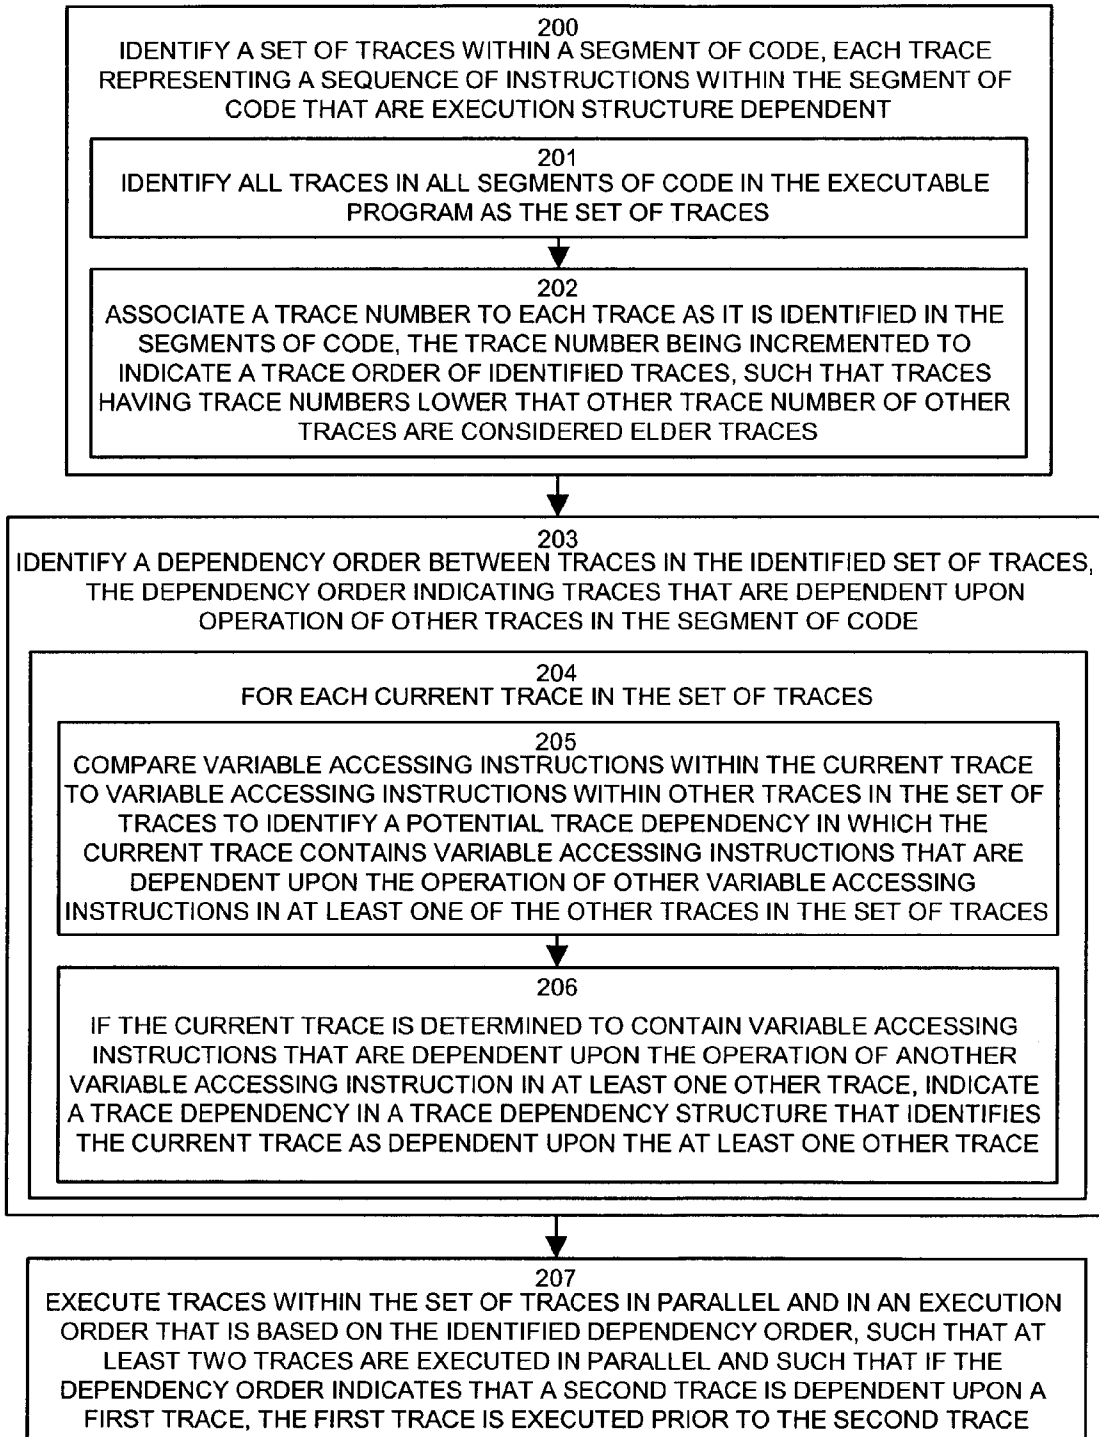 200
IDENTIFY A SET OF TRACES WITHIN A SEGMENT OF CODE, EACH TRACE
REPRESENTING A SEQUENCE OF INSTRUCTIONS WITHIN THE SEGMENT OF
CODE THAT ARE EXECUTION STRUCTURE DEPENDENT
201
IDENTIFY ALL TRACES IN ALL SEGMENTS OF CODE IN THE EXECUTABLE
PROGRAM AS THE SET OF TRACES
202
ASSOCIATE A TRACE NUMBER TO EACH TRACE AS IT IS IDENTIFIED IN THE
SEGMENTS OF CODE, THE TRACE NUMBER BEING INCREMENTED TO
INDICATE A TRACE ORDER OF IDENTIFIED TRACES, SUCH THAT TRACES
HAVING TRACE NUMBERS LOWER THAT OTHER TRACE NUMBER OF OTHER
TRACES ARE CONSIDERED ELDER TRACES
203
IDENTIFY A DEPENDENCY ORDER BETWEEN TRACES IN THE IDENTIFIED SET OF TRACES,
THE DEPENDENCY ORDER INDICATING TRACES THAT ARE DEPENDENT UPON
OPERATION OF OTHER TRACES IN THE SEGMENT OF CODE
204
FOR EACH CURRENT TRACE IN THE SET OF TRACES
205
COMPARE VARIABLE ACCESSING INSTRUCTIONS WITHIN THE CURRENT TRACE
TO VARIABLE ACCESSING INSTRUCTIONS WITHIN OTHER TRACES IN THE SET OF
TRACES TO IDENTIFY A POTENTIAL TRACE DEPENDENCY IN WHICH THE
CURRENT TRACE CONTAINS VARIABLE ACCESSING INSTRUCTIONS THAT ARE
DEPENDENT UPON THE OPERATION OF OTHER VARIABLE ACCESSING
INSTRUCTIONS IN AT LEAST ONE OF THE OTHER TRACES IN THE SET OF TRACES
206
IF THE CURRENT TRACE IS DETERMINED TO CONTAIN VARIABLE ACCESSING
INSTRUCTIONS THAT ARE DEPENDENT UPON THE OPERATION OF ANOTHER
VARIABLE ACCESSING INSTRUCTION IN AT LEAST ONE OTHER TRACE, INDICATE
A TRACE DEPENDENCY IN A TRACE DEPENDENCY STRUCTURE THAT IDENTIFIES
THE CURRENT TRACE AS DEPENDENT UPON THE AT LEAST ONE OTHER TRACE
207
EXECUTE TRACES WITHIN THE SET OF TRACES IN PARALLEL AND IN AN EXECUTION
ORDER THAT IS BASED ON THE IDENTIFIED DEPENDENCY ORDER, SUCH THAT AT
LEAST TWO TRACES ARE EXECUTED IN PARALLEL AND SUCH THAT IF THE
DEPENDENCY ORDER INDICATES THAT A SECOND TRACE IS DEPENDENT UPON A
FIRST TRACE, THE FIRST TRACE IS EXECUTED PRIOR TO THE SECOND TRACE